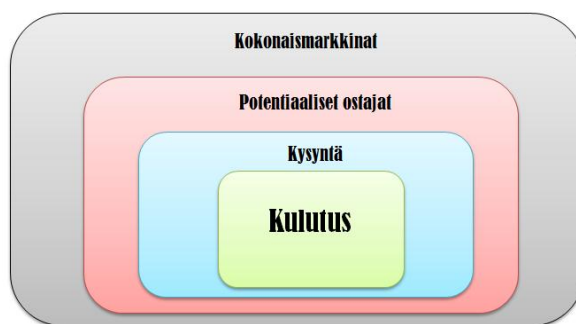 Kokonaismarkkinat
Potentiaaliset ostajat
Kysyntä
Kulutus